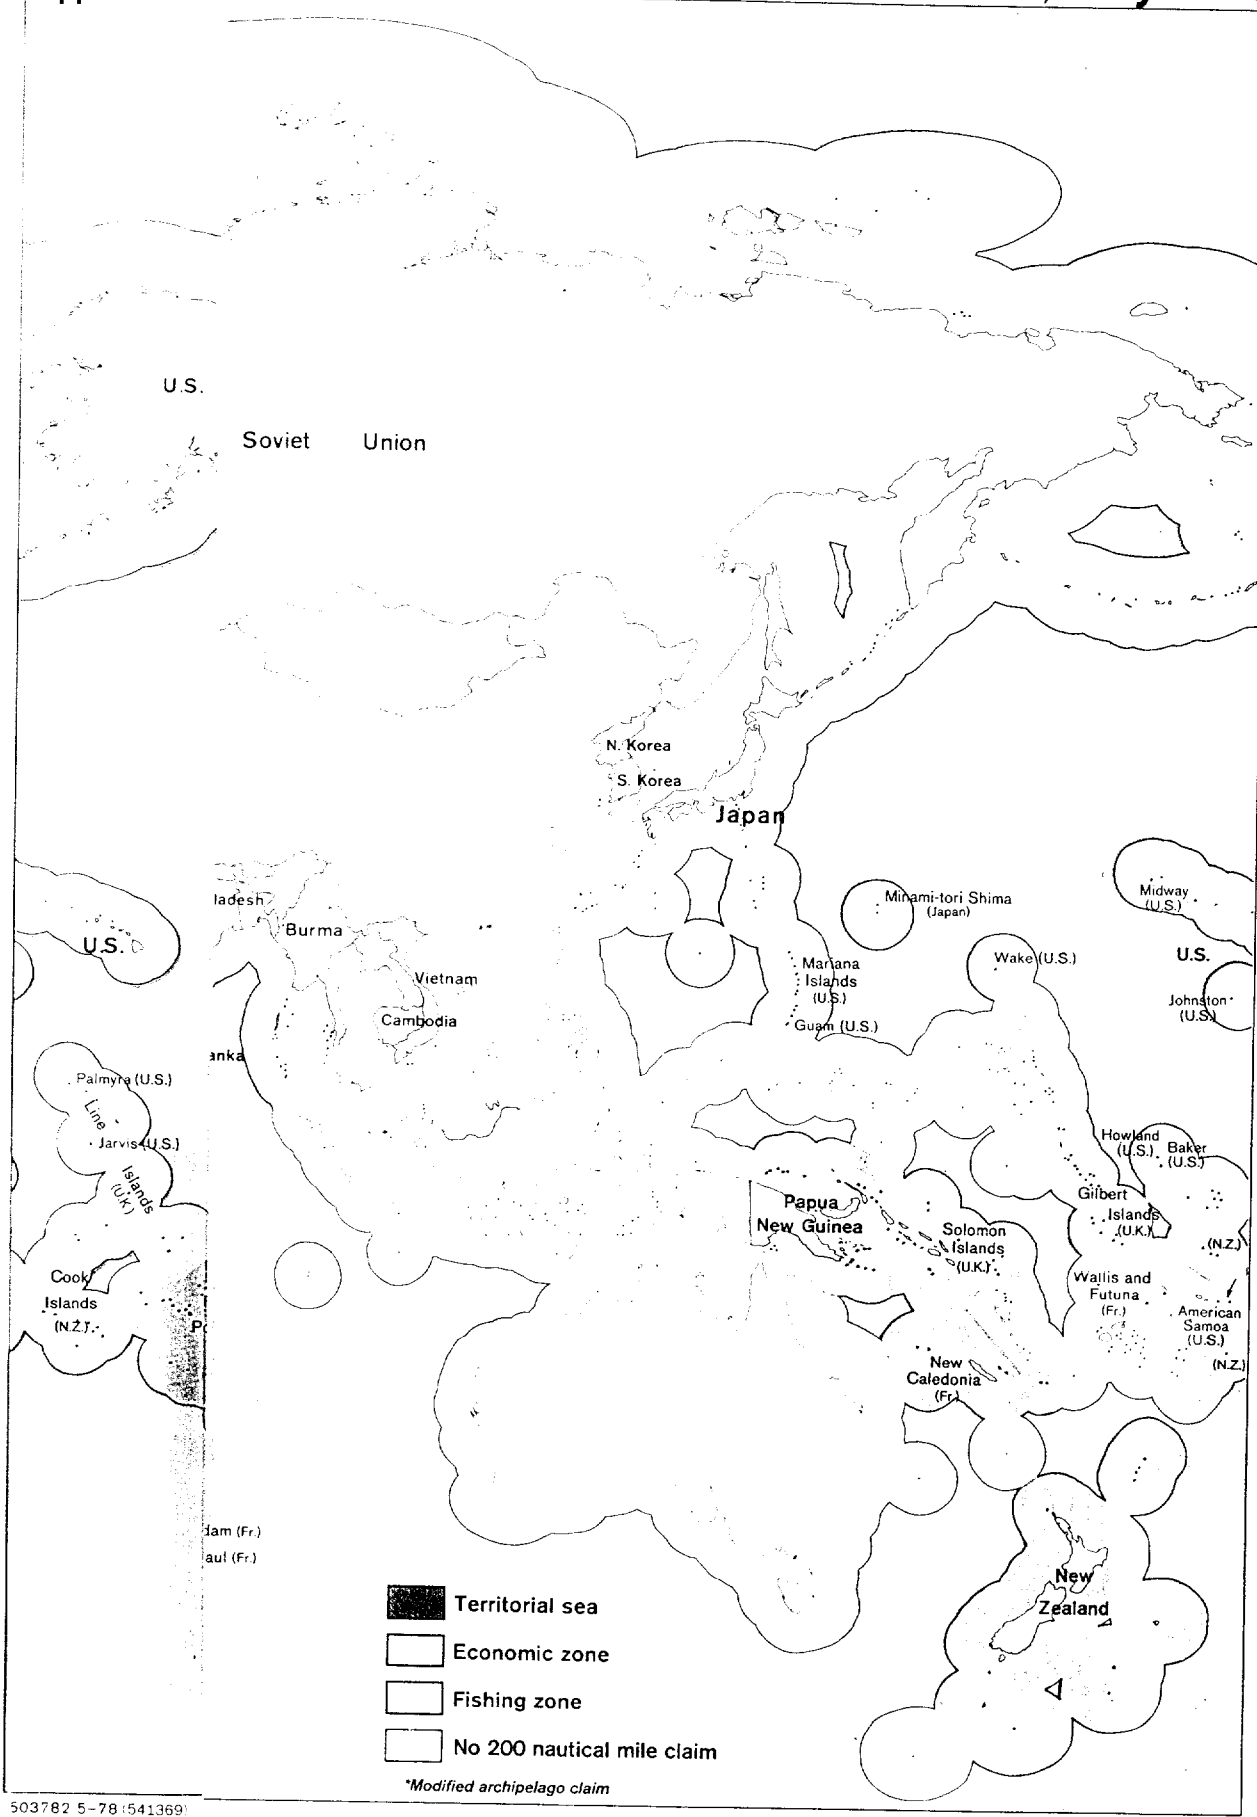 U.S.
Soviet Union
N. Korea
S. Korea
Japan
ladesh
Burma
Vietnam
Cambodia
anka
U.S.
Minami-tori Shima
(Japan)
Midway
(U.S.)
Wake (U.S.)
U.S.
Mariana
Islands
(U.S.)
Guam (U.S.)
Johnston
(U.S.)
Palmyra (U.S.)
Line
Jarvis (U.S.)
Islands
(U.K.)
Howland
(U.S.)
Baker
(U.S.)
Gilbert
Islands
(U.K.)
Papua
New Guinea
Solomon
Islands
(U.K.)
(N.Z.)
Cook
Islands
(N.Z.)
Wallis and
Futuna
(Fr.)
American
Samoa
(U.S.)
(N.Z.)
New
Caledonia
(Fr.)
dam (Fr.)
aul (Fr.)
New
Zealand
Territorial sea
Economic zone
Fishing zone
No 200 nautical mile claim
*Modified archipelago claim
503782 5-78 (541369)